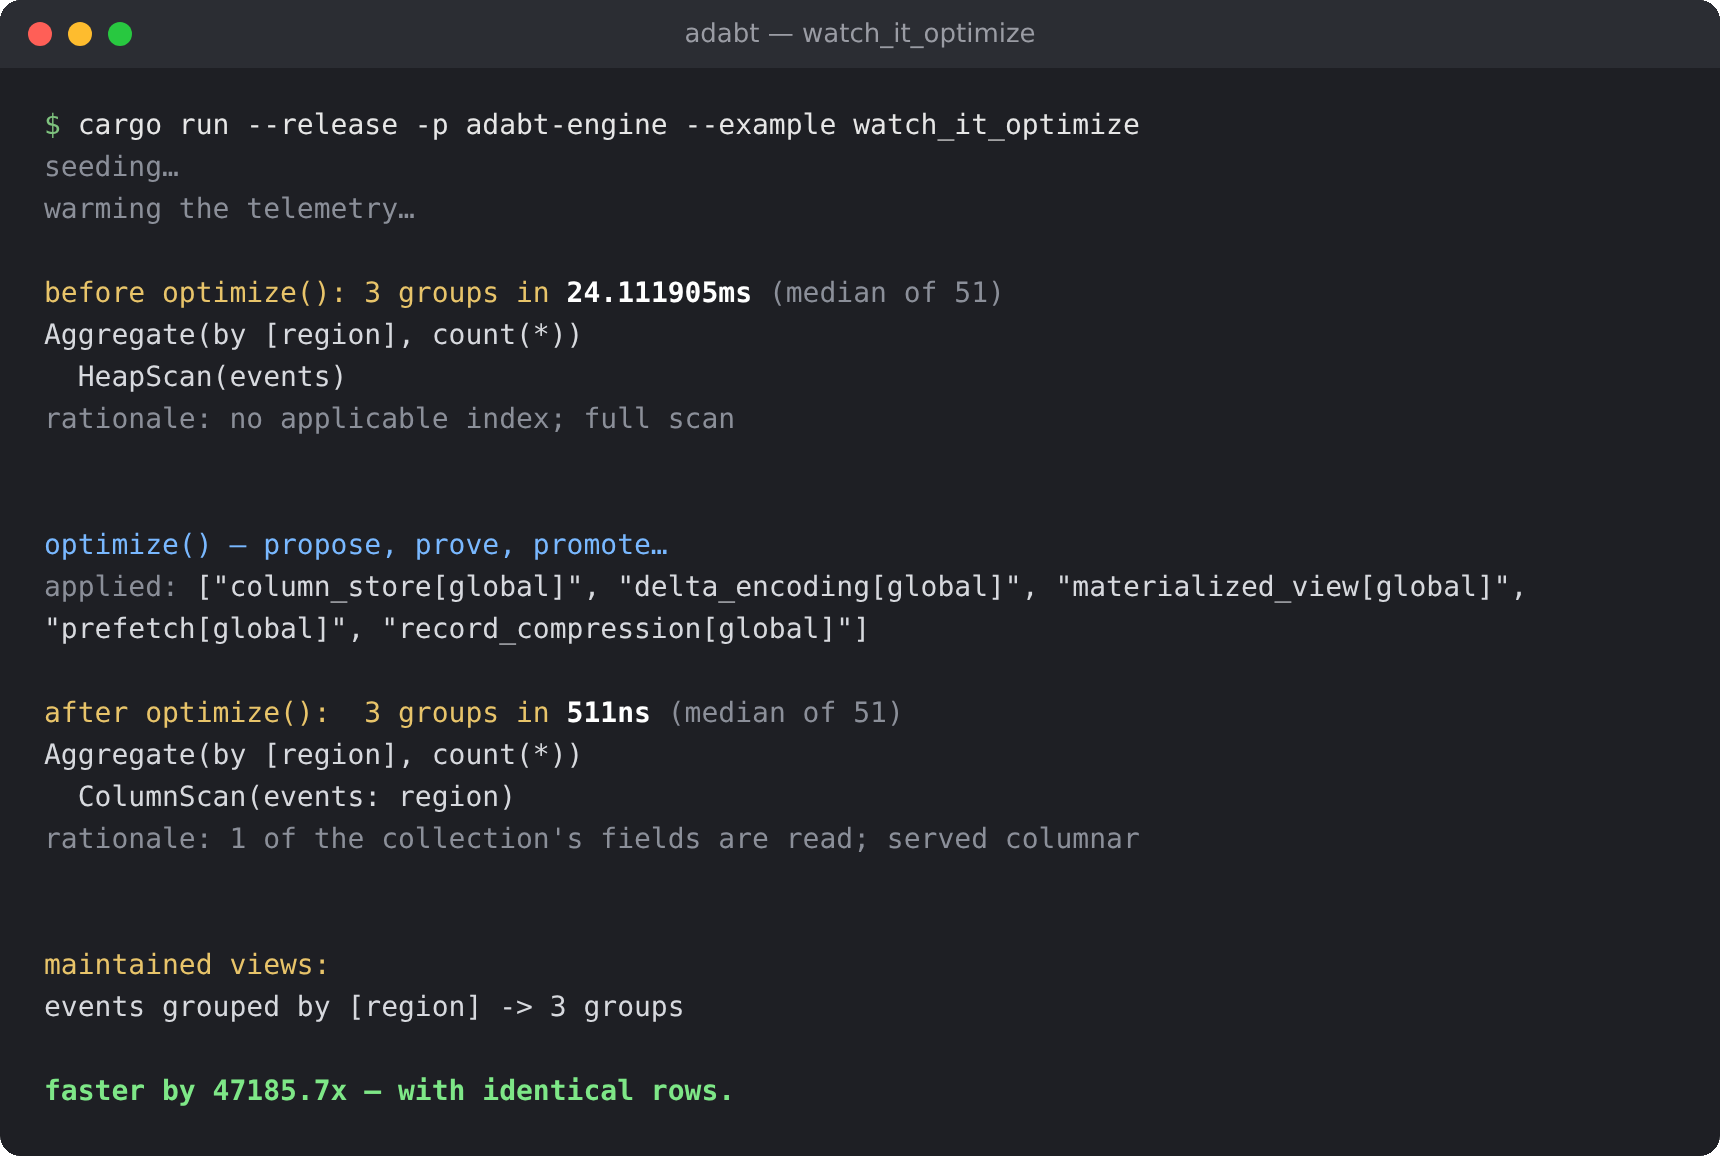 adabt — watch_it_optimize
$ cargo run --release -p adabt-engine --example watch_it_optimize
seeding…
warming the telemetry…
before optimize(): 3 groups in 24.111905ms (median of 51)
Aggregate(by [region], count(*))
  HeapScan(events)
rationale: no applicable index; full scan
optimize() — propose, prove, promote…
applied: ["column_store[global]", "delta_encoding[global]", "materialized_view[global]",
"prefetch[global]", "record_compression[global]"]
after optimize():  3 groups in 511ns (median of 51)
Aggregate(by [region], count(*))
  ColumnScan(events: region)
rationale: 1 of the collection's fields are read; served columnar
maintained views:
events grouped by [region] -> 3 groups
faster by 47185.7x — with identical rows.